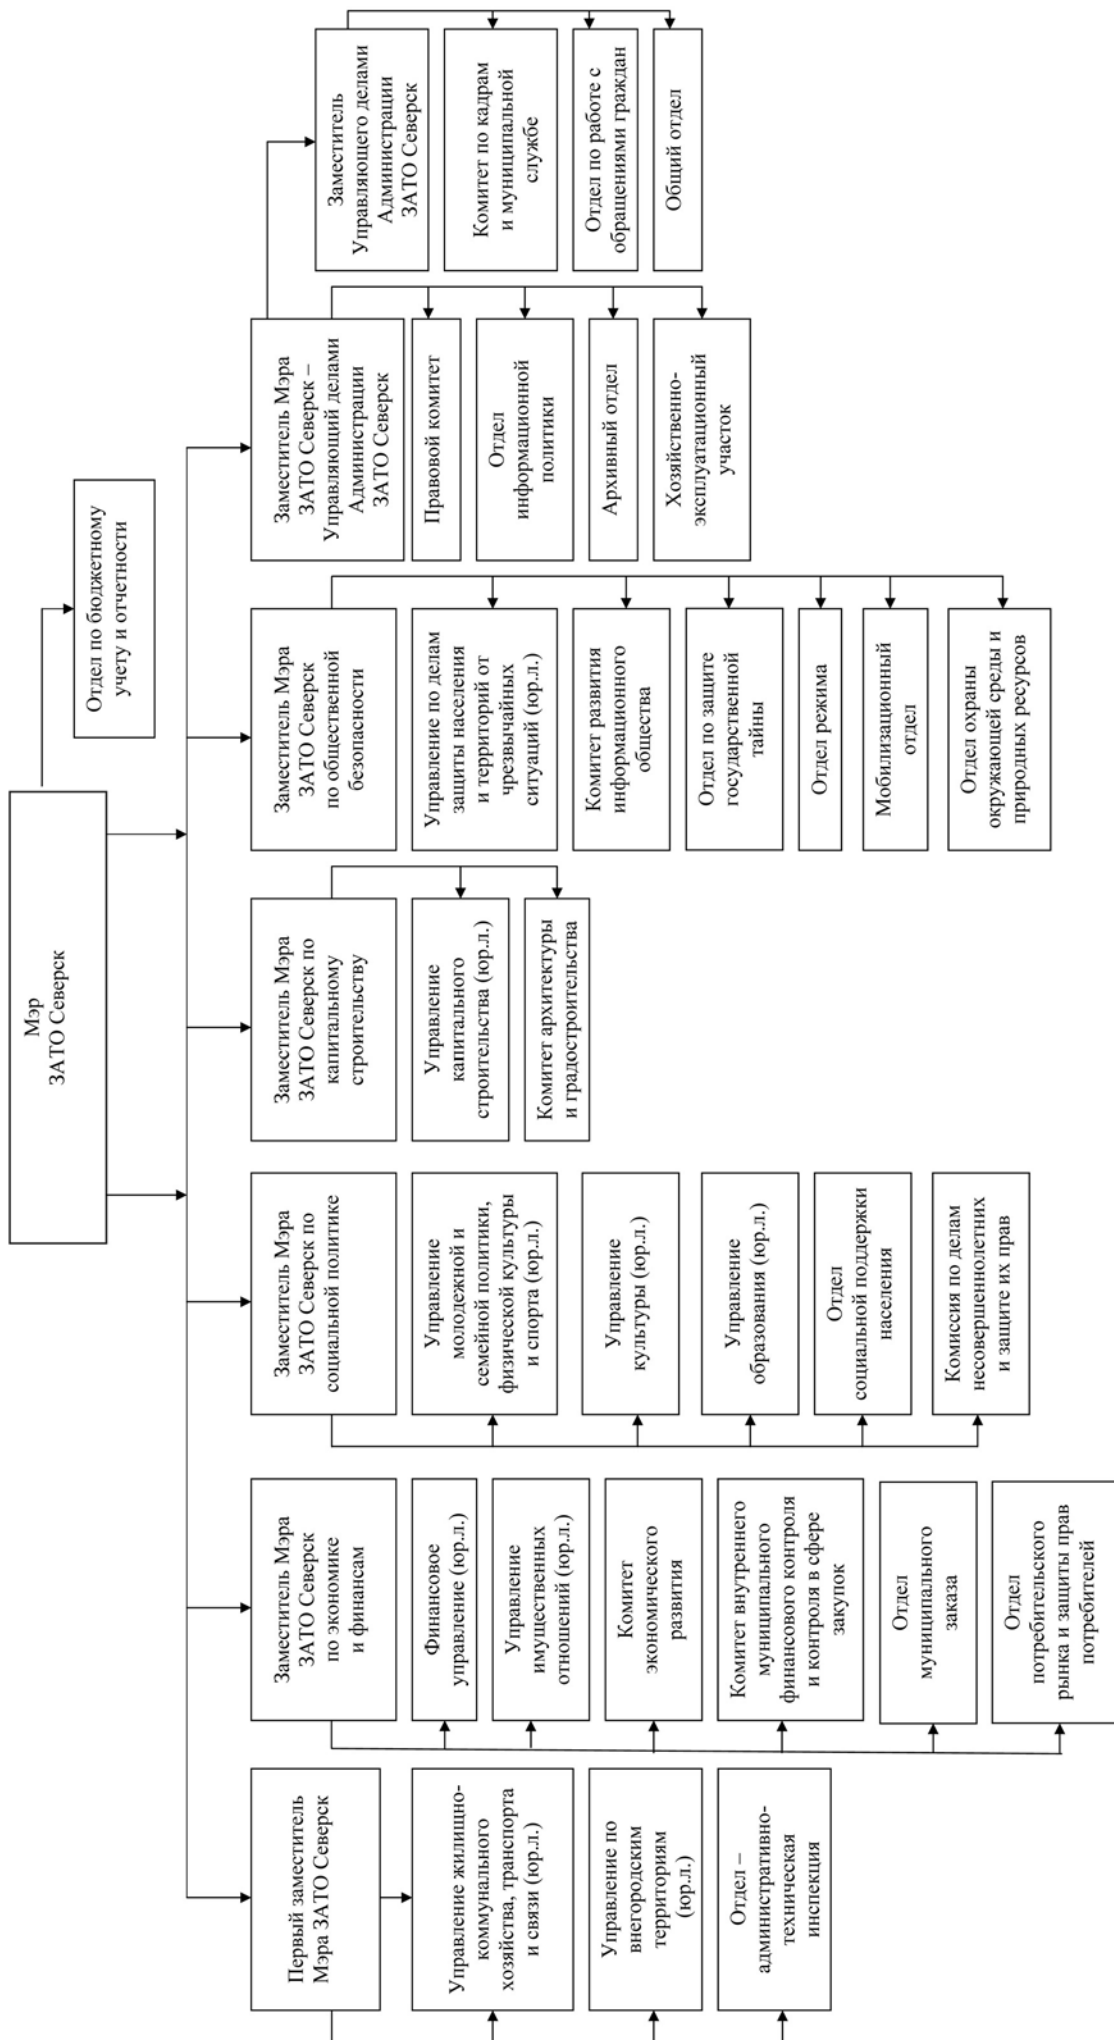 Мэр
ЗАТО Северск
Отдел по бюджетному
учету и отчетности
Первый заместитель
Мэра ЗАТО Северск
Управление жилищно-
коммунального
хозяйства, транспорта
и связи (юр.л.)
Управление по
внегородским
территориям
(юр.л.)
Отдел –
административно-
техническая
инспекция
Заместитель Мэра
ЗАТО Северск
по экономике
и финансам
Финансовое
управление (юр.л.)
Управление
имущественных
отношений (юр.л.)
Комитет
экономического
развития
Комитет внутреннего
муниципального
финансового контроля
и контроля в сфере
закупок
Отдел
муниципального
заказа
Отдел
потребительского
рынка и защиты прав
потребителей
Заместитель Мэра
ЗАТО Северск по
социальной политике
Управление
молодежной и
семейной политики,
физической культуры
и спорта (юр.л.)
Управление
культуры (юр.л.)
Управление
образования (юр.л.)
Отдел
социальной поддержки
населения
Комиссия по делам
несовершеннолетних
и защите их прав
Заместитель Мэра
ЗАТО Северск по
капитальному
строительству
Управление
капитального
строительства (юр.л.)
Комитет архитектуры
и градостроительства
Заместитель Мэра
ЗАТО Северск
по общественной
безопасности
Управление по делам
защиты населения
и территорий от
чрезвычайных
ситуаций (юр.л.)
Комитет развития
информационного
общества
Отдел по защите
государственной
тайны
Отдел режима
Мобилизационный
отдел
Отдел охраны
окружающей среды и
природных ресурсов
Заместитель Мэра
ЗАТО Северск –
Управляющий делами
Администрации
ЗАТО Северск
Правовой комитет
Отдел
информационной
политики
Архивный отдел
Хозяйственно-
эксплуатационный
участок
Заместитель
Управляющего делами
Администрации
ЗАТО Северск
Комитет по кадрам
и муниципальной
службе
Отдел по работе с
обращениями граждан
Общий отдел